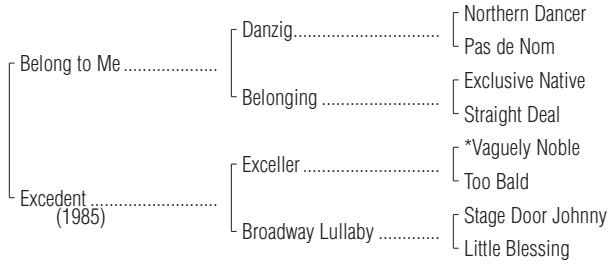 Northern Dancer
Danzig
Pas de Nom
Belong to Me
Exclusive Native
Belonging
Straight Deal
*Vaguely Noble
Exceller
Too Bald
Excedent
(1985)
Stage Door Johnny
Broadway Lullaby
Little Blessing